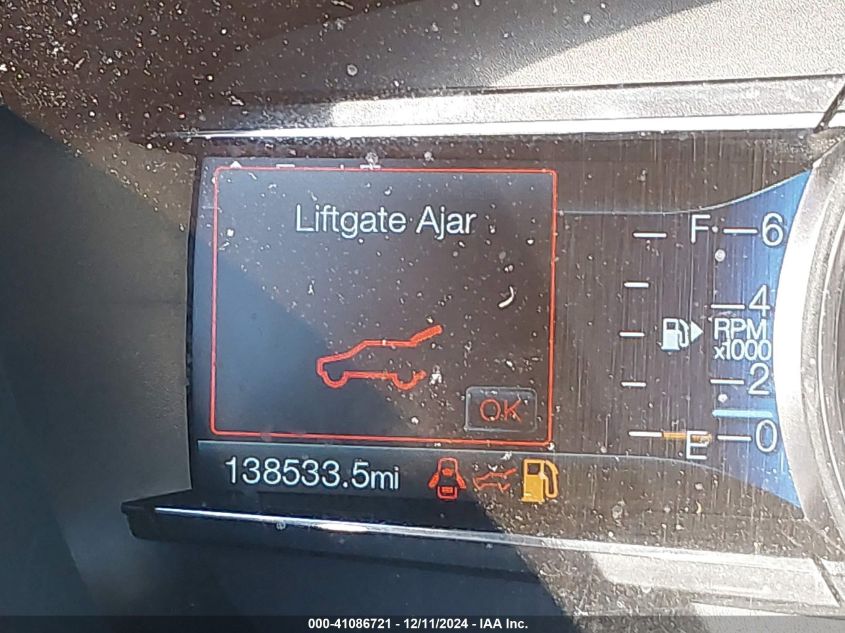 Liftgate Ajar
OK
138533.5mi
F
E
6
4
RPM
x1000
2
0
000-41086721 - 12/11/2024 - IAA Inc.